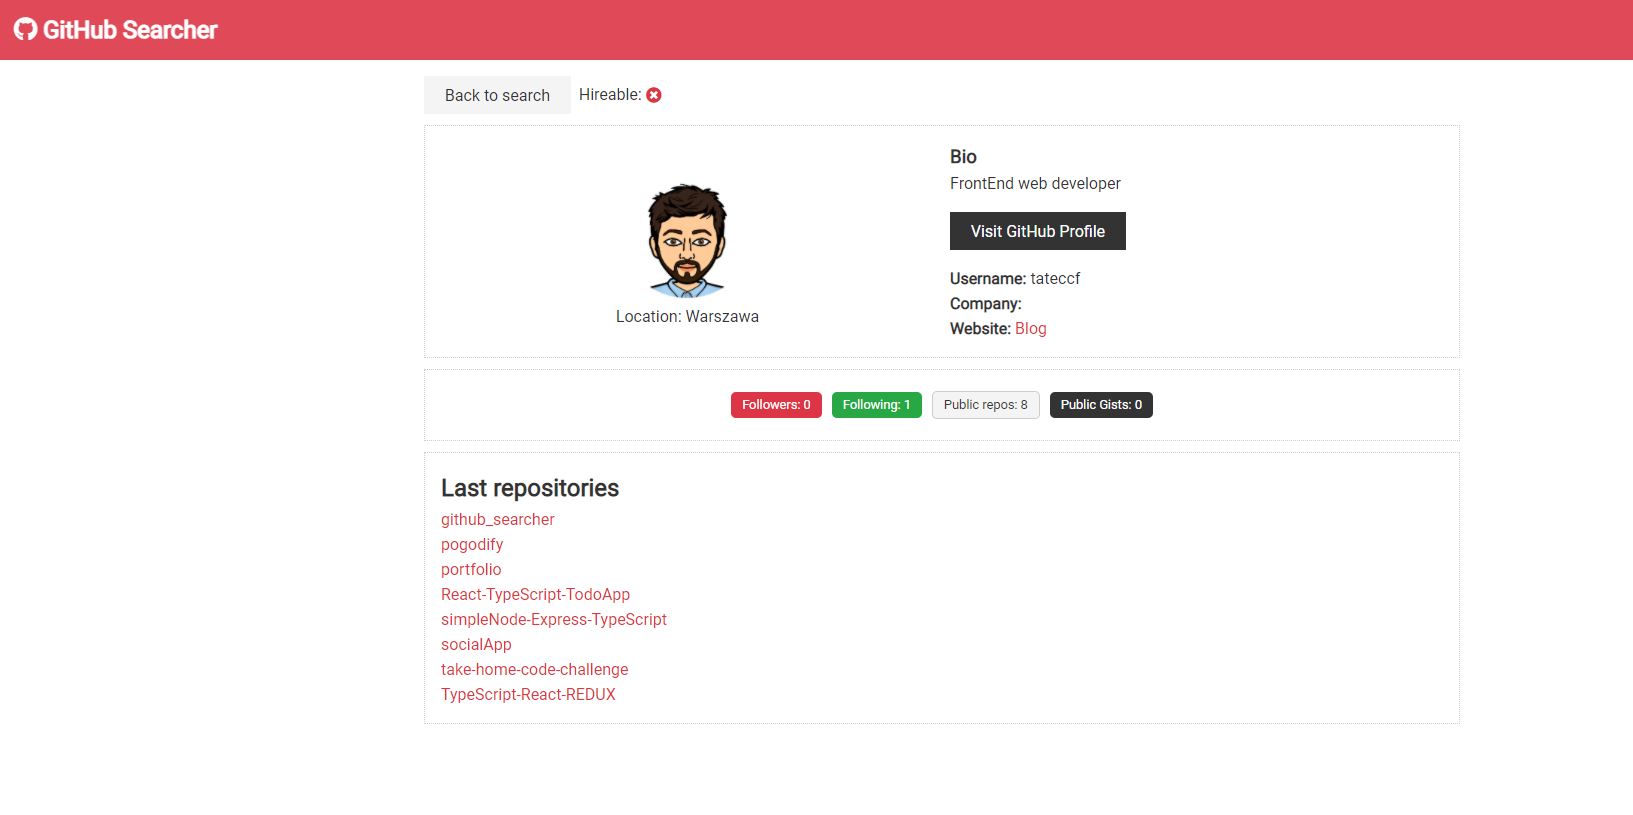 GitHub Searcher
Back to search
Hireable:
Bio
FrontEnd web developer
Visit GitHub Profile
Username: tateccf
Company:
Website: Blog
Location: Warszawa
Followers: 0
Following: 1
Public repos: 8
Public Gists: 0
Last repositories
github_searcher
pogodify
portfolio
React-TypeScript-TodoApp
simpleNode-Express-TypeScript
socialApp
take-home-code-challenge
TypeScript-React-REDUX